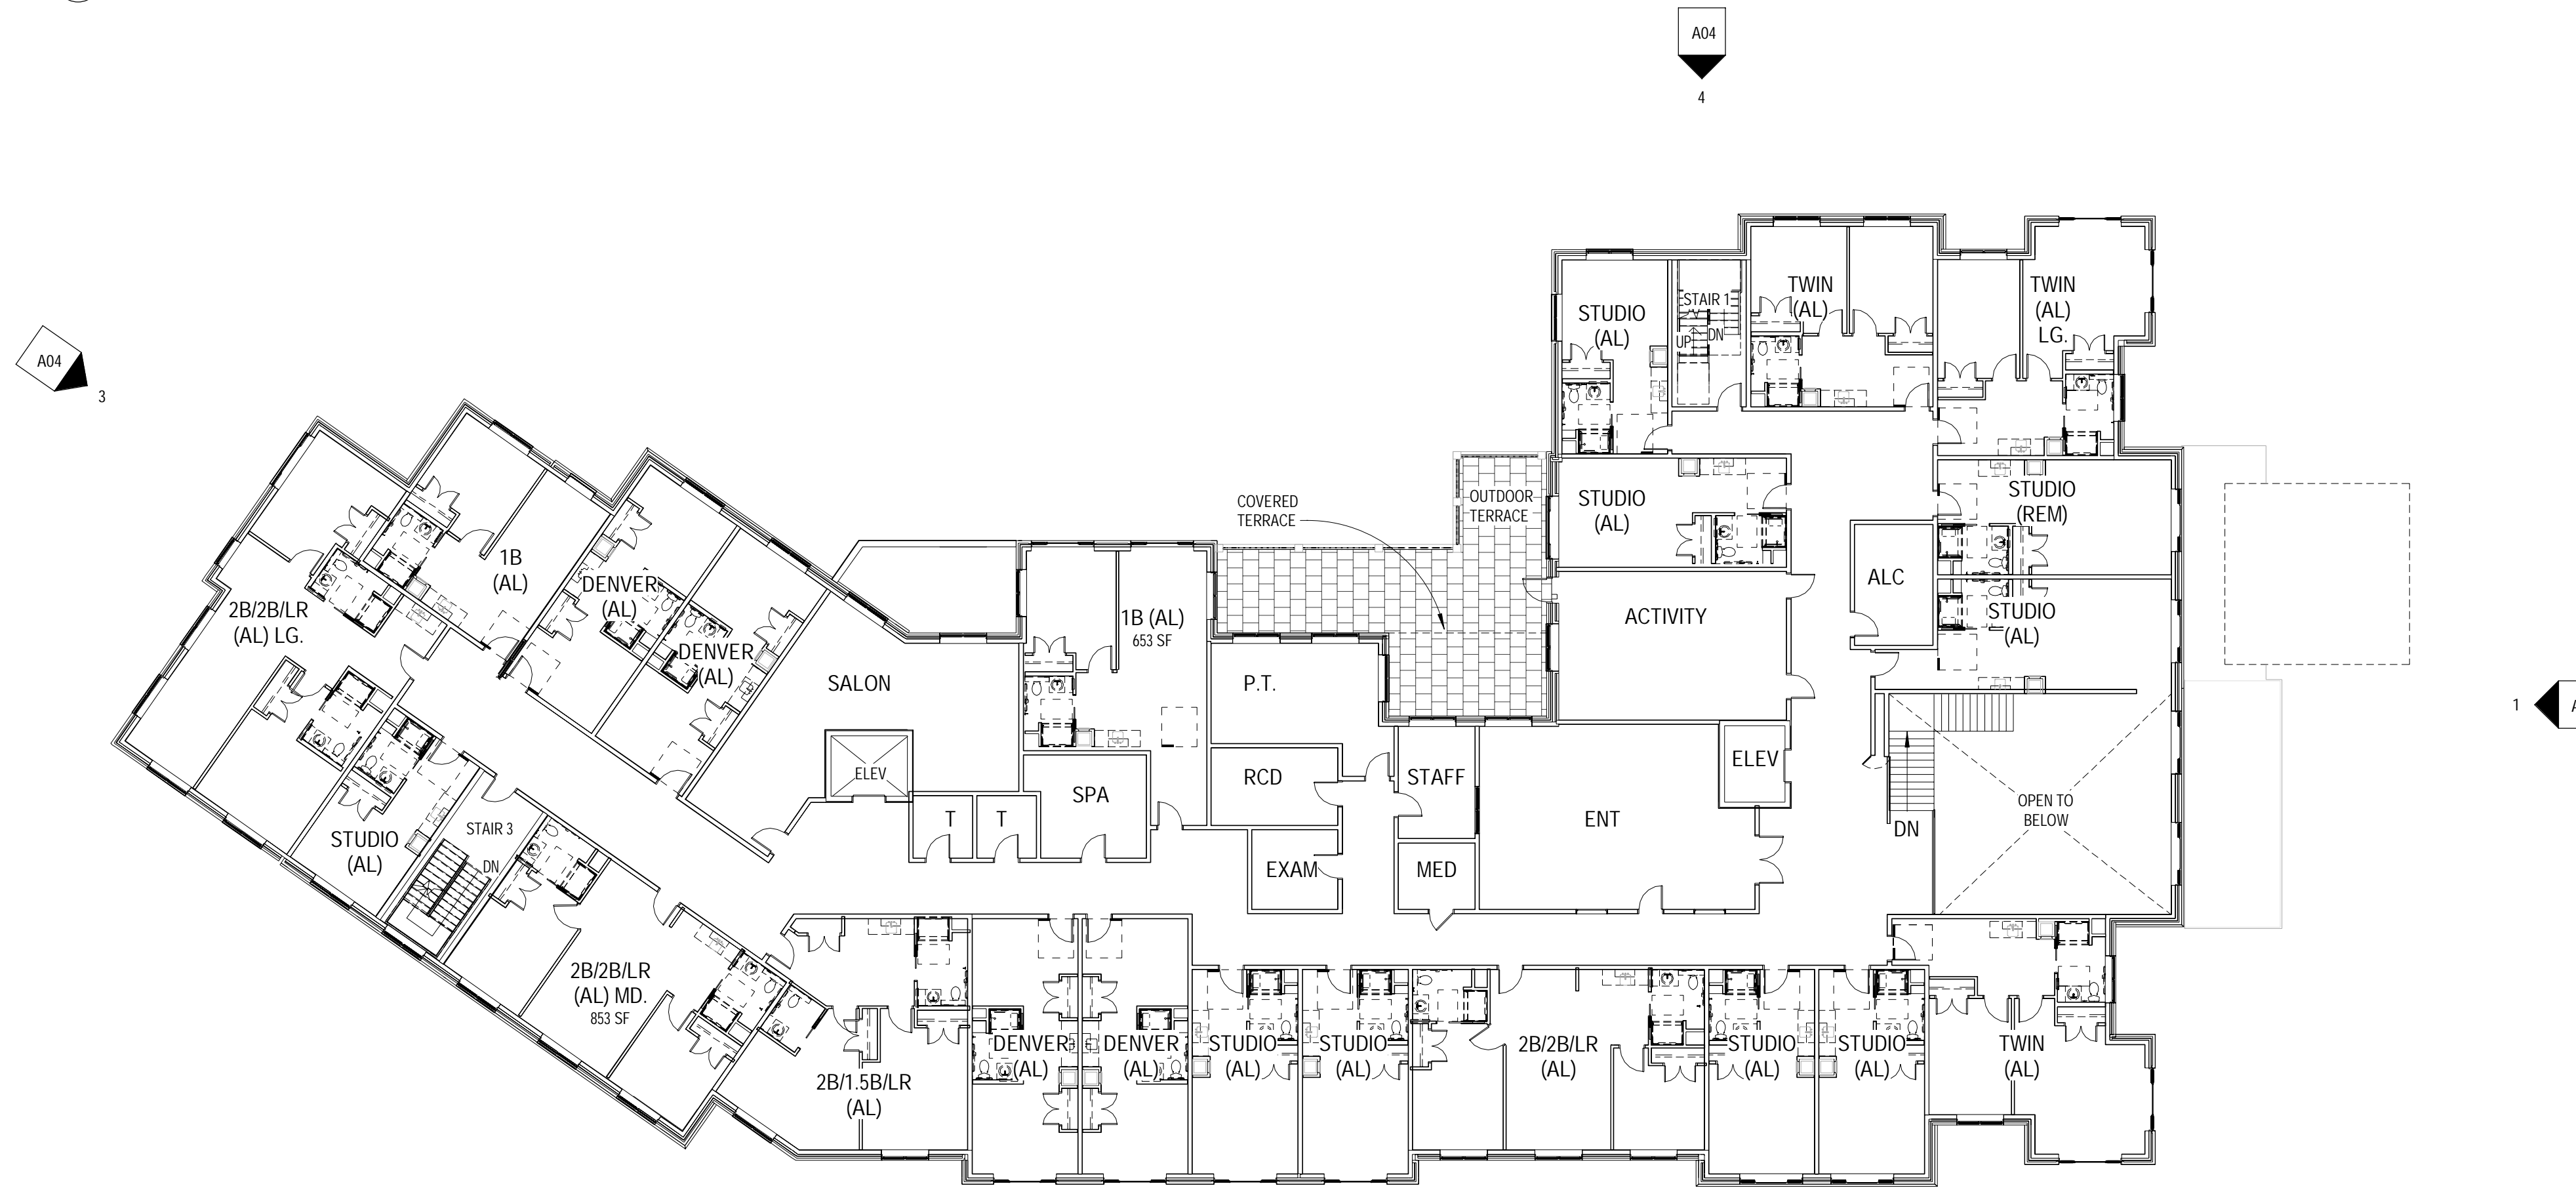 A04
4
A04
3
STUDIO
(AL)
STAIR 1
UP
DN
TWIN
(AL)
TWIN
(AL)
LG.
COVERED
TERRACE
OUTDOOR
TERRACE
STUDIO
(AL)
STUDIO
(REM)
1B
(AL)
DENVER
(AL)
2B/2B/LR
(AL) LG.
DENVER
(AL)
SALON
1B (AL)
653 SF
P.T.
ACTIVITY
ALC
STUDIO
(AL)
1
ELEV
SPA
RCD
STAFF
ELEV
ENT
OPEN TO
BELOW
DN
T
T
STUDIO
(AL)
STAIR 3
DN
EXAM
MED
2B/2B/LR
(AL) MD.
853 SF
2B/1.5B/LR
(AL)
DENVER
(AL)
DENVER
(AL)
STUDIO
(AL)
STUDIO
(AL)
2B/2B/LR
(AL)
STUDIO
(AL)
STUDIO
(AL)
TWIN
(AL)